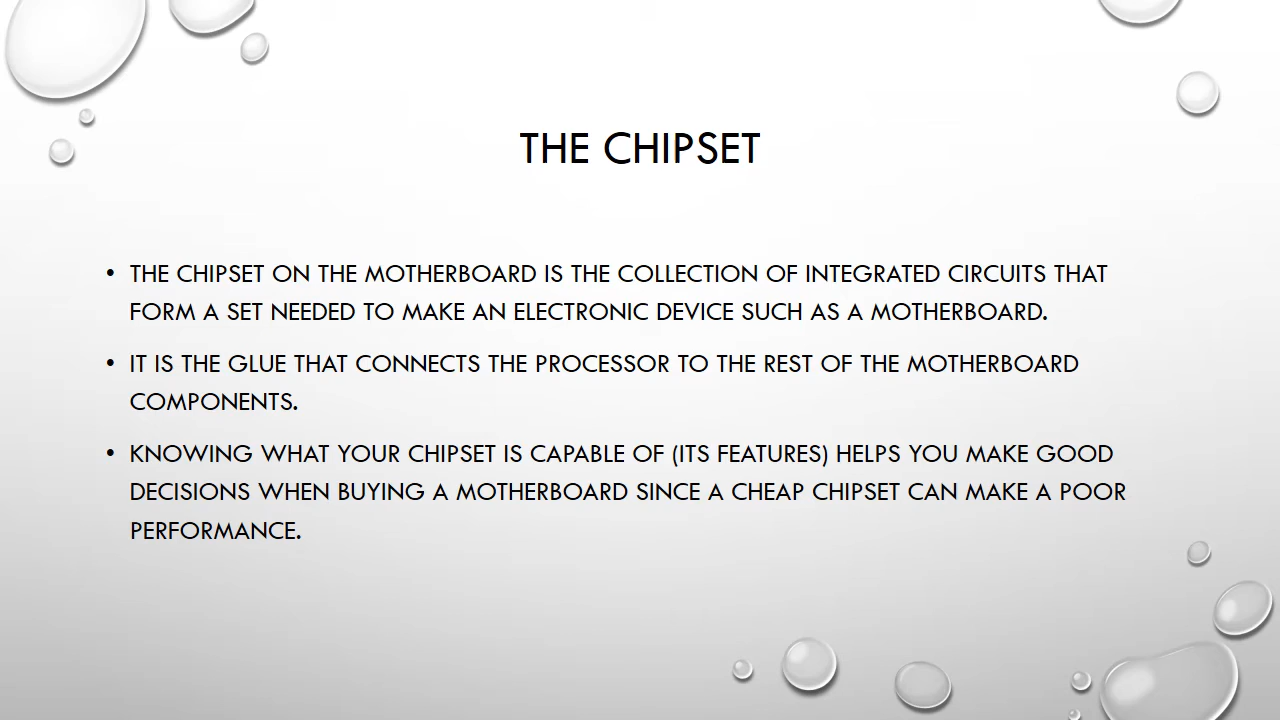 THE CHIPSET
• THE CHIPSET ON THE MOTHERBOARD IS THE COLLECTION OF INTEGRATED CIRCUITS THAT
FORM A SET NEEDED TO MAKE AN ELECTRONIC DEVICE SUCH AS A MOTHERBOARD.
• IT IS THE GLUE THAT CONNECTS THE PROCESSOR TO THE REST OF THE MOTHERBOARD
COMPONENTS.
• KNOWING WHAT YOUR CHIPSET IS CAPABLE OF (ITS FEATURES) HELPS YOU MAKE GOOD
DECISIONS WHEN BUYING A MOTHERBOARD SINCE A CHEAP CHIPSET CAN MAKE A POOR
PERFORMANCE.